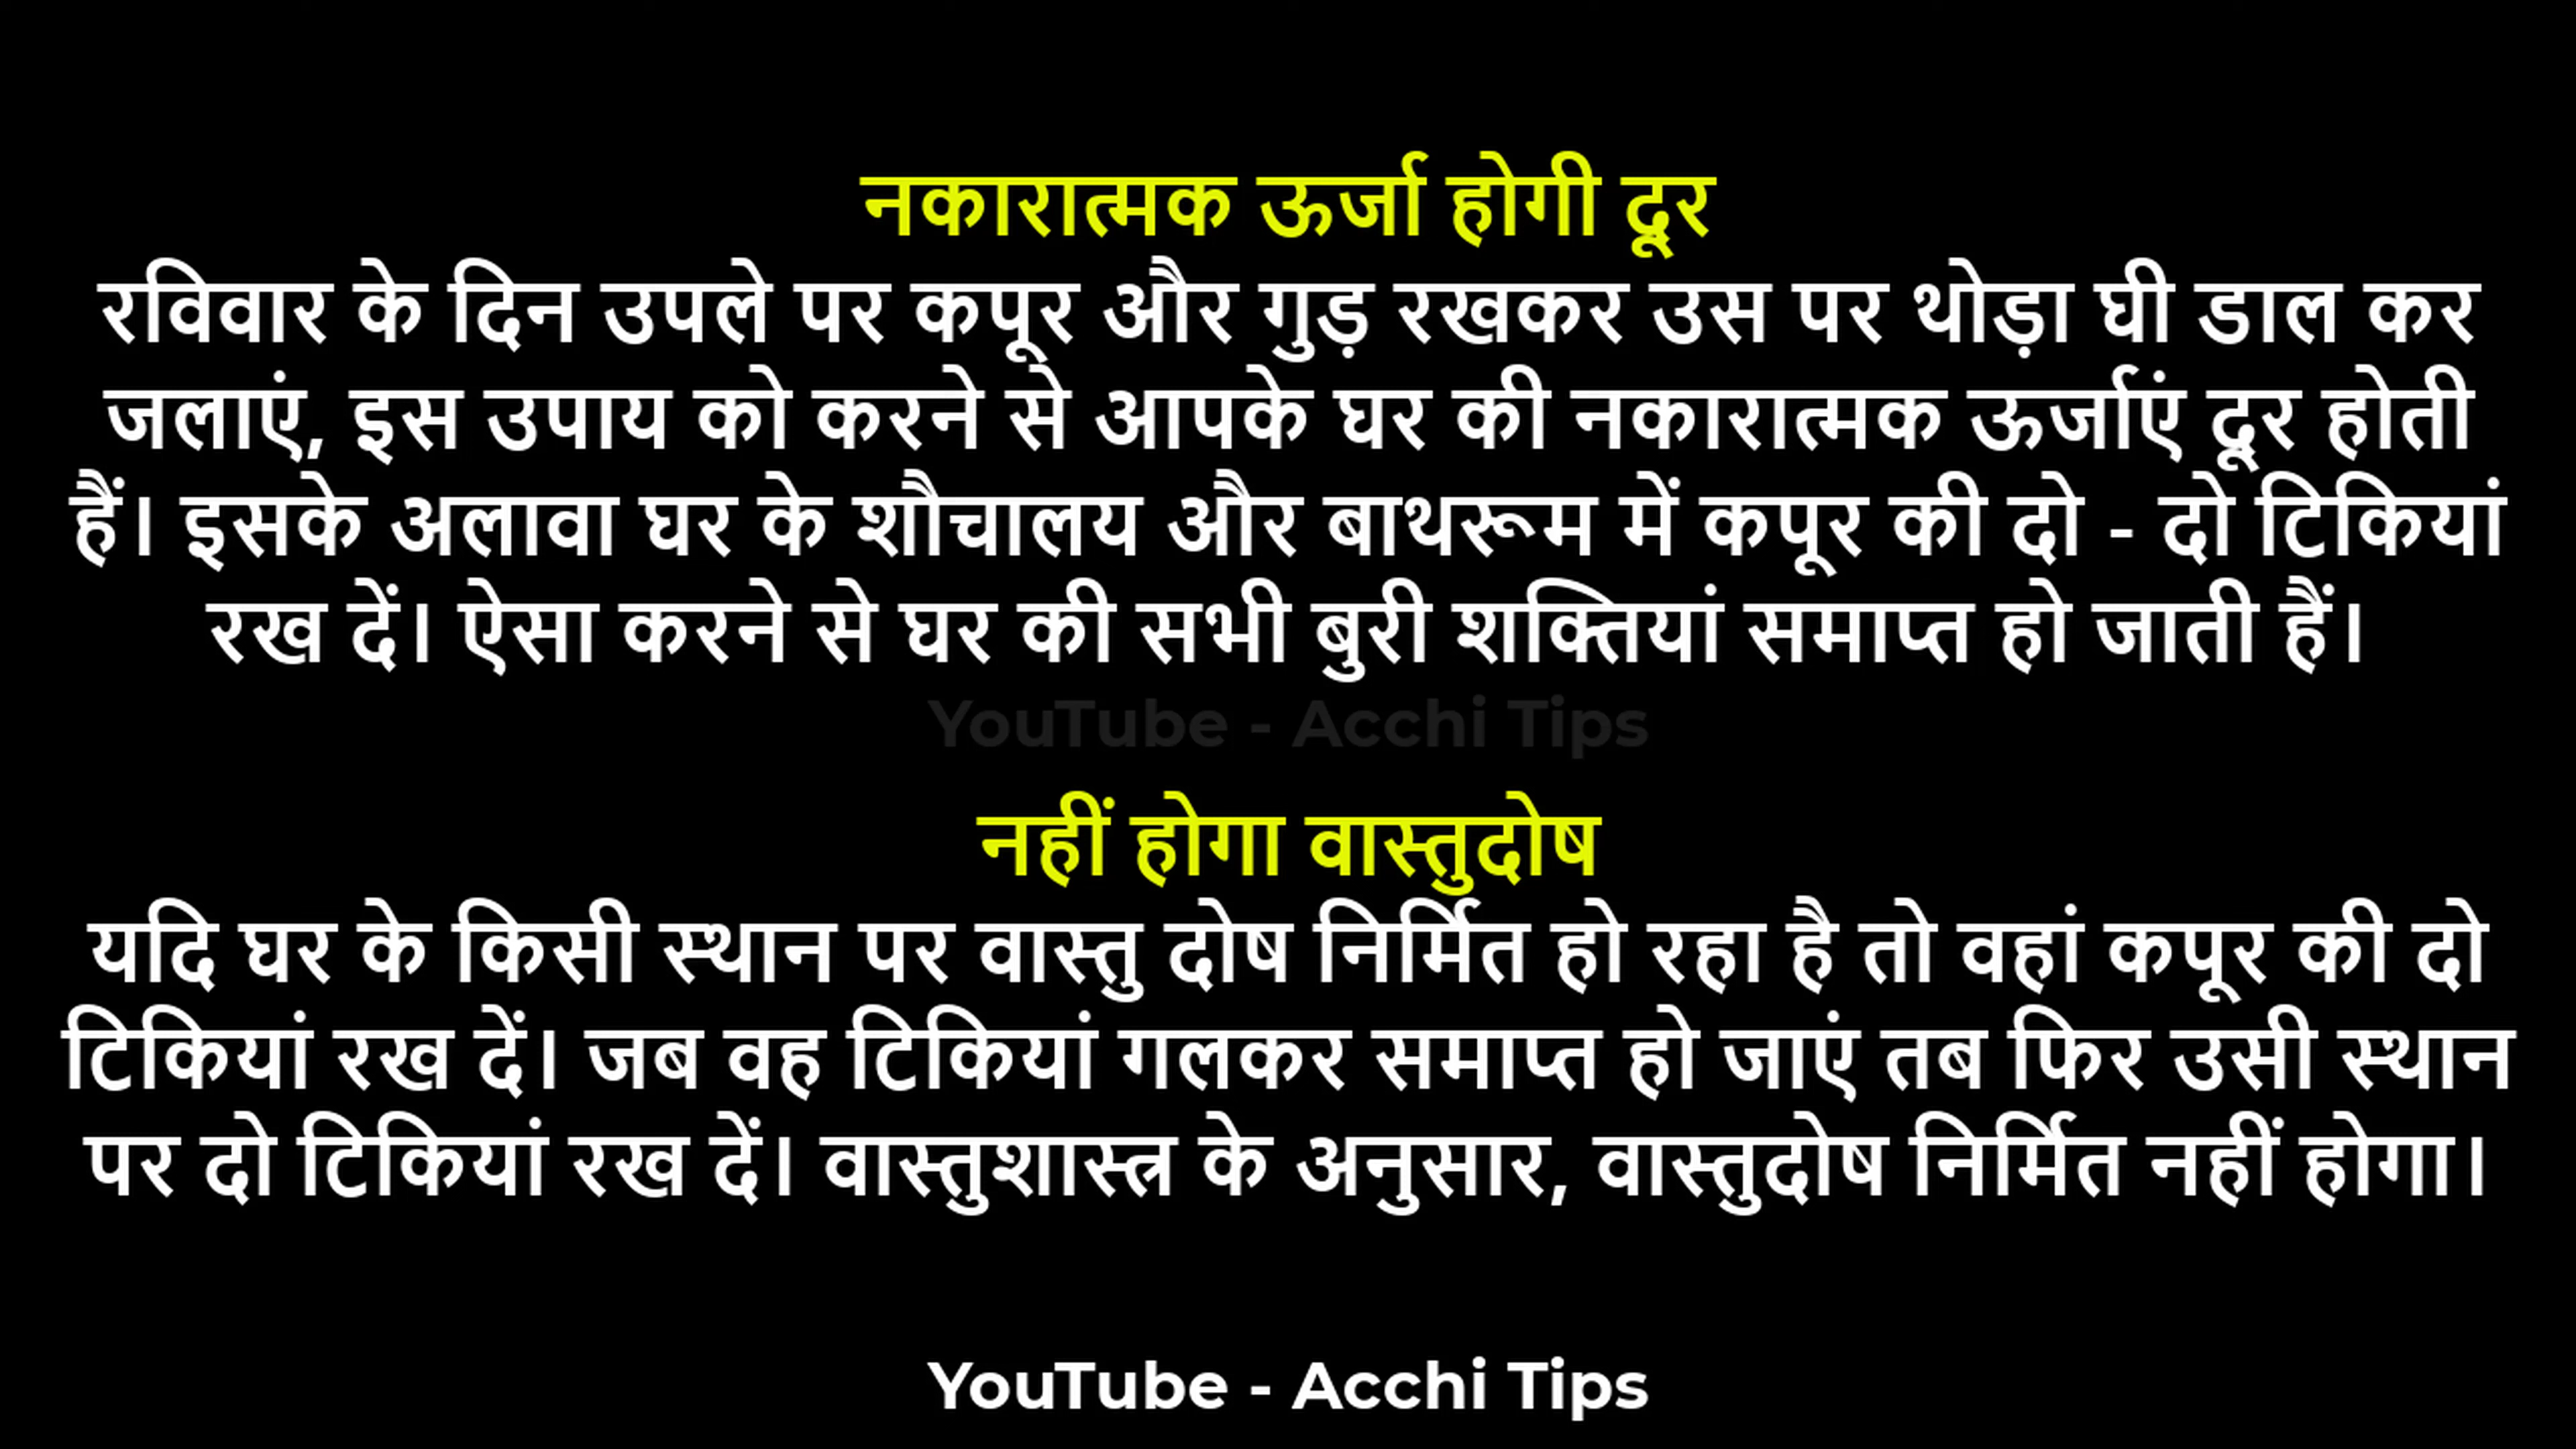 नकारात्मक ऊर्जा होगी दूर
रविवार के दिन उपले पर कपूर और गुड़ रखकर उस पर थोड़ा घी डाल कर
जलाएं, इस उपाय को करने से आपके घर की नकारात्मक ऊर्जाएं दूर होती
हैं। इसके अलावा घर के शौचालय और बाथरूम में कपूर की दो - दो टिकियां
रख दें। ऐसा करने से घर की सभी बुरी शक्तियां समाप्त हो जाती हैं।
YouTube - Acchi Tips
नहीं होगा वास्तुदोष
यदि घर के किसी स्थान पर वास्तु दोष निर्मित हो रहा है तो वहां कपूर की दो
टिकियां रख दें। जब वह टिकियां गलकर समाप्त हो जाएं तब फिर उसी स्थान
पर दो टिकियां रख दें। वास्तुशास्त्र के अनुसार, वास्तुदोष निर्मित नहीं होगा।
YouTube - Acchi Tips